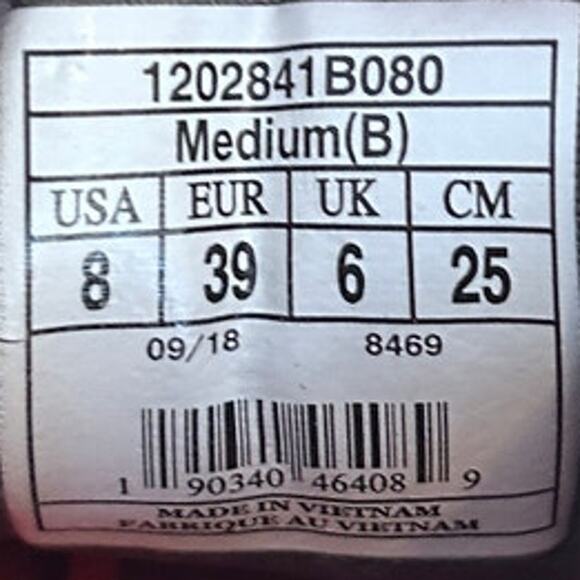 1202841B080
Medium(B)
USA EUR UK CM
8 39 6 25
09/18 8469
1 90340 46408 9
MADE IN VIETNAM
FABRIQUE AU VIETNAM